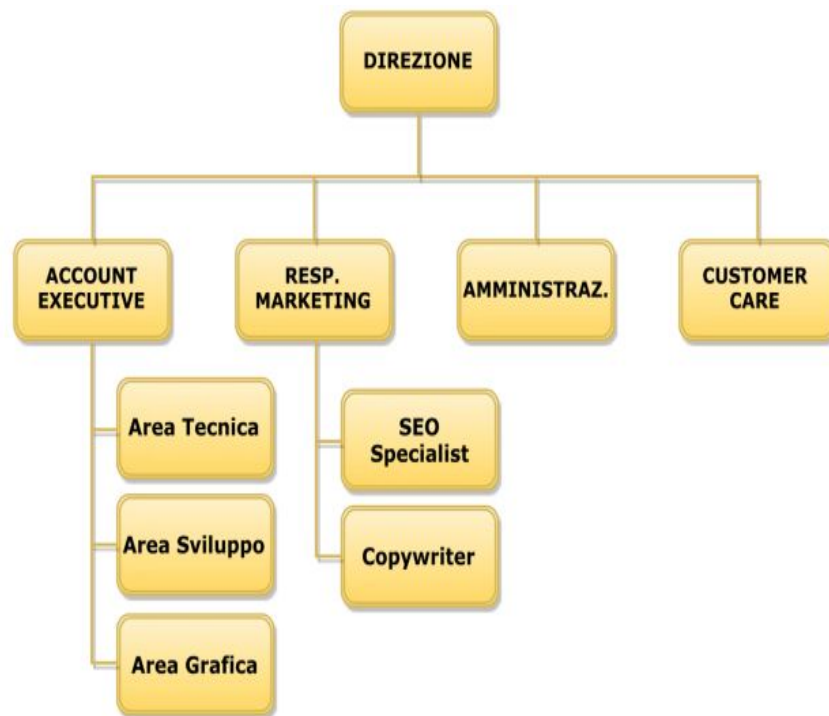 DIREZIONE
ACCOUNT
EXECUTIVE
RESP.
MARKETING
AMMINISTRAZ.
CUSTOMER
CARE
Area Tecnica
Area Sviluppo
Area Grafica
SEO
Specialist
Copywriter